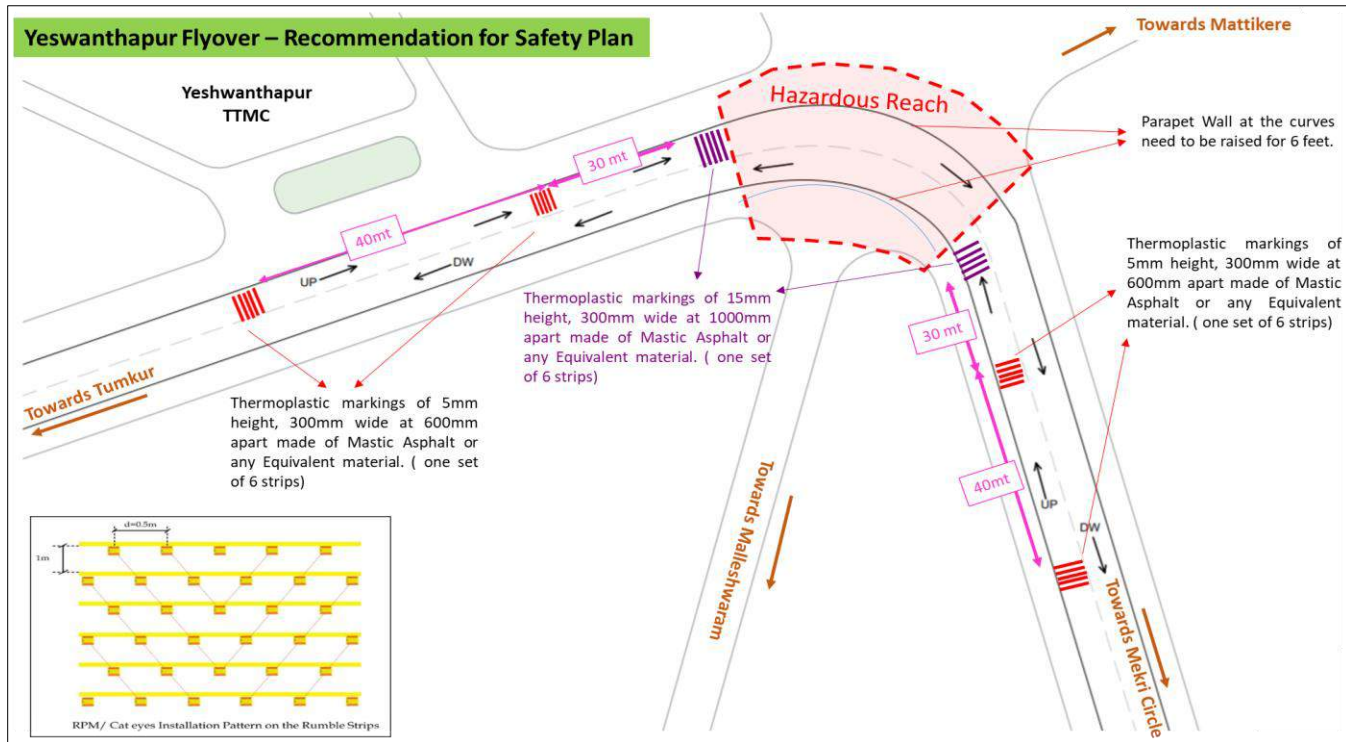 Yeswanthapur Flyover – Recommendation for Safety Plan
Towards Mattikere
Yeshwanthapur
TTMC
Hazardous Reach
Parapet Wall at the curves
need to be raised for 6 feet.
30 mt
40mt
UP
DW
Thermoplastic markings of
5mm height, 300mm wide at
600mm apart made of Mastic
Asphalt or any Equivalent
material. ( one set of 6 strips)
Thermoplastic markings of 15mm
height, 300mm wide at 1000mm
apart made of Mastic Asphalt or
any Equivalent material. ( one set
of 6 strips)
30 mt
Towards Tumkur
Thermoplastic markings of 5mm
height, 300mm wide at 600mm
apart made of Mastic Asphalt or
any Equivalent material. ( one set
of 6 strips)
40mt
UP
DW
Towards Malleshwaram
Towards Mekri Circle
d=0.5m
1m
RPM/ Cat eyes Installation Pattern on the Rumble Strips